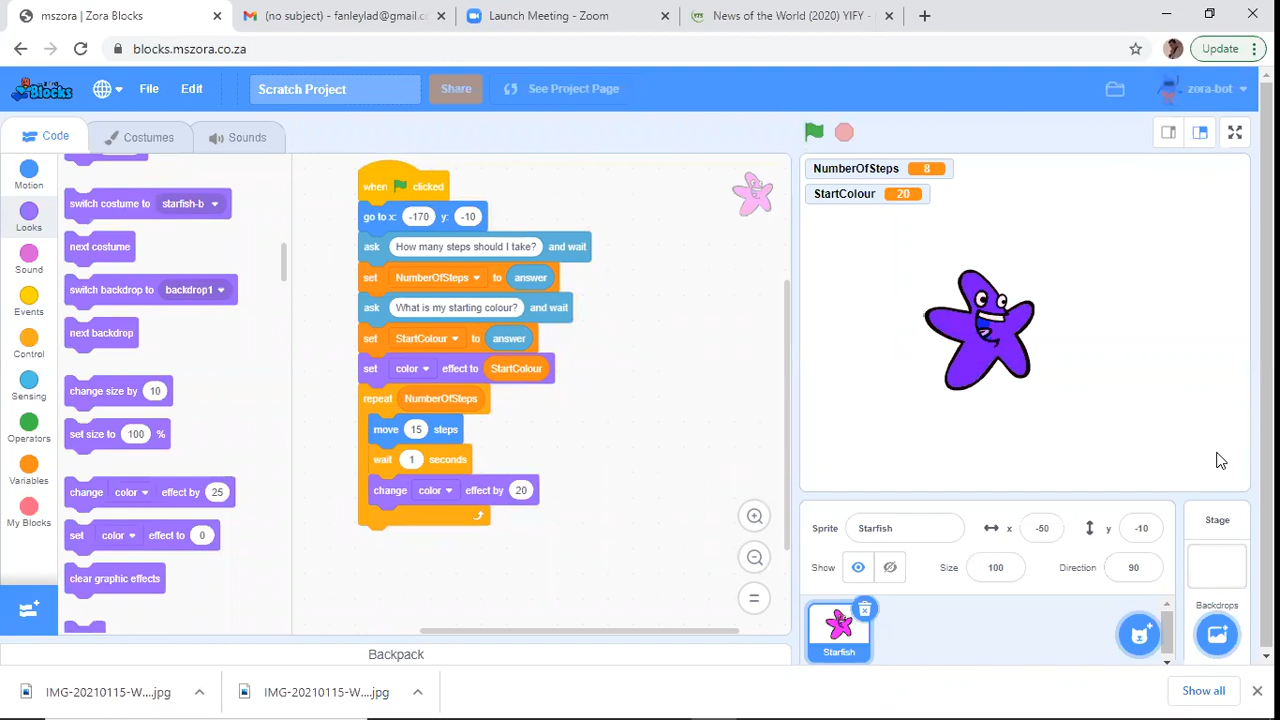 mszora | Zora Blocks
(no subject) - fanleylad@gmail.c
Launch Meeting - Zoom
News of the World (2020) YIFY -
blocks.mszora.co.za
Update
Blocks
File
Edit
Scratch Project
Share
See Project Page
zora-bot
Code
Costumes
Sounds
Motion
Looks
Sound
Events
Control
Sensing
Operators
Variables
My Blocks
switch costume to starfish-b
next costume
switch backdrop to backdrop1
next backdrop
change size by 10
set size to 100 %
change color effect by 25
set color effect to 0
clear graphic effects
when clicked
go to x: -170 y: -10
ask How many steps should I take? and wait
set NumberOfSteps to answer
ask What is my starting colour? and wait
set StartColour to answer
set color effect to StartColour
repeat NumberOfSteps
move 15 steps
wait 1 seconds
change color effect by 20
Backpack
NumberOfSteps 8
StartColour 20
Sprite Starfish x -50 y -10
Show Size 100 Direction 90
Starfish
Stage
Backdrops
IMG-20210115-W....jpg
IMG-20210115-W....jpg
Show all